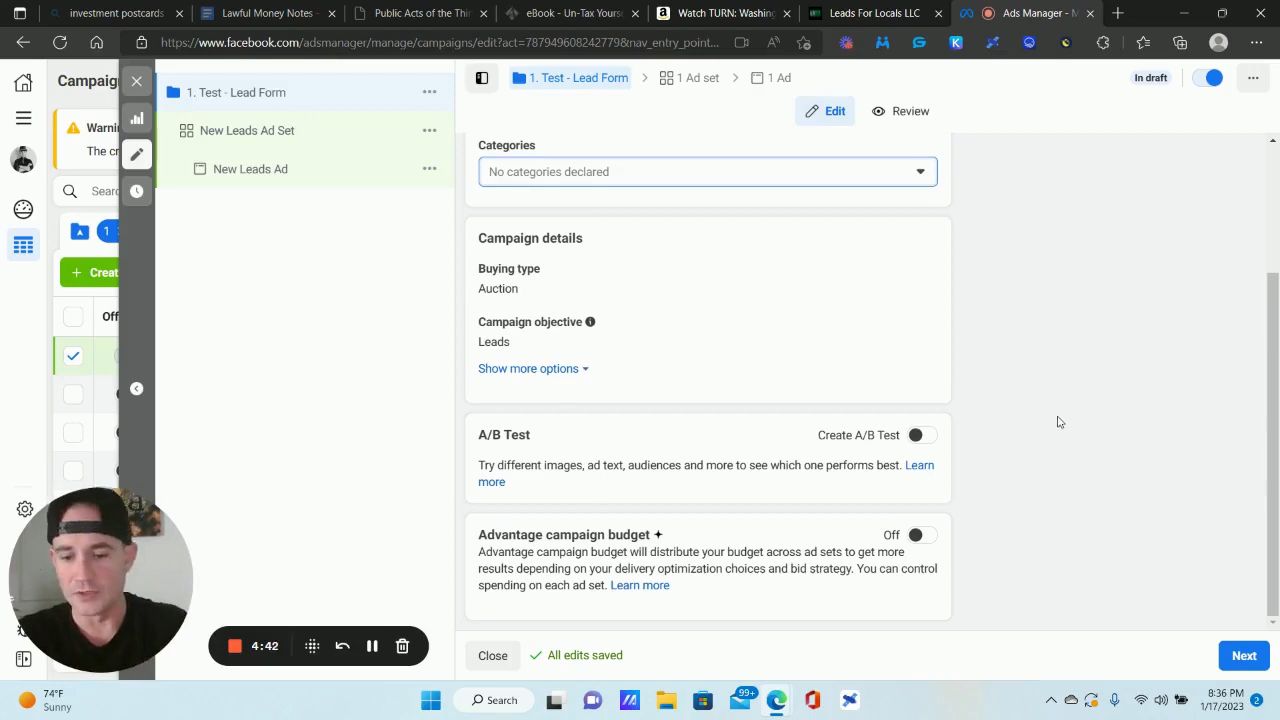 investment postcards
Lawful Money Notes -
Public Acts of the Thir
eBook - Un-Tax Yourse
Watch TURN: Washing
Leads For Locals LLC
Ads Manager - M
https://www.facebook.com/adsmanager/manage/campaigns/edit?act=787949608242779&nav_entry_point...
Campaig
Warni
The cr
Searc
1
+ Creat
Off
1. Test - Lead Form
New Leads Ad Set
New Leads Ad
1. Test - Lead Form
1 Ad set
1 Ad
In draft
Edit
Review
Categories
No categories declared
Campaign details
Buying type
Auction
Campaign objective
Leads
Show more options
A/B Test
Create A/B Test
Try different images, ad text, audiences and more to see which one performs best. Learn
more
Advantage campaign budget
Off
Advantage campaign budget will distribute your budget across ad sets to get more
results depending on your delivery optimization choices and bid strategy. You can control
spending on each ad set. Learn more
4:42
Close
All edits saved
Next
74°F
Sunny
Search
99+
8:36 PM
1/17/2023
2